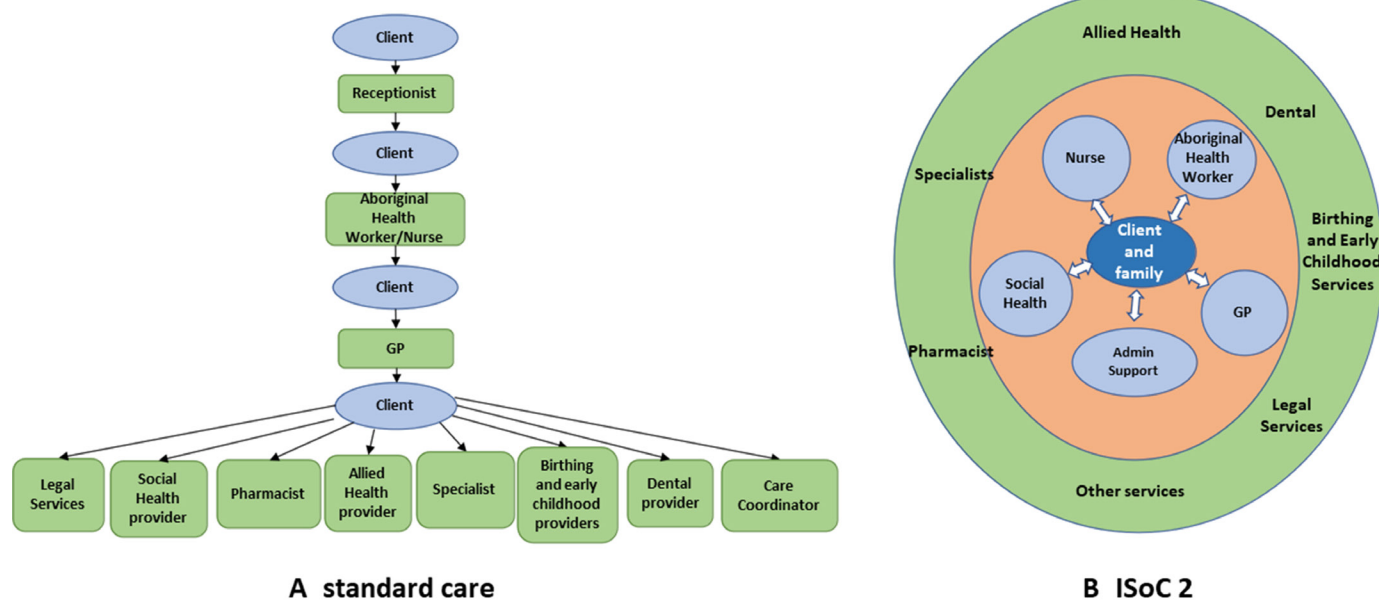 Client
Receptionist
Client
Aboriginal
Health
Worker/Nurse
Client
GP
Client
Legal
Services
Social
Health
provider
Pharmacist
Allied
Health
provider
Specialist
Birthing
and early
childhood
providers
Dental
provider
Care
Coordinator
A standard care
Allied Health
Dental
Specialists
Birthing
and Early
Childhood
Services
Pharmacist
Legal
Services
Other services
Nurse
Aboriginal
Health
Worker
Client
and
family
Social
Health
GP
Admin
Support
B ISoC 2